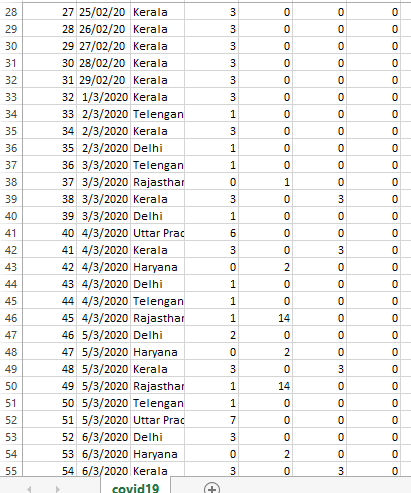 28 27 25/02/20 Kerala 3 0 0 0
29 28 26/02/20 Kerala 3 0 0 0
30 29 27/02/20 Kerala 3 0 0 0
31 30 28/02/20 Kerala 3 0 0 0
32 31 29/02/20 Kerala 3 0 0 0
33 32 1/3/2020 Kerala 3 0 0 0
34 33 2/3/2020 Telengan 1 0 0 0
35 34 2/3/2020 Kerala 3 0 0 0
36 35 2/3/2020 Delhi 1 0 0 0
37 36 3/3/2020 Telengan 1 0 0 0
38 37 3/3/2020 Rajasthan 0 1 0 0
39 38 3/3/2020 Kerala 3 0 3 0
40 39 3/3/2020 Delhi 1 0 0 0
41 40 4/3/2020 Uttar Prad 6 0 0 0
42 41 4/3/2020 Kerala 3 0 3 0
43 42 4/3/2020 Haryana 0 2 0 0
44 43 4/3/2020 Delhi 1 0 0 0
45 44 4/3/2020 Telengan 1 0 0 0
46 45 4/3/2020 Rajasthan 1 14 0 0
47 46 5/3/2020 Delhi 2 0 0 0
48 47 5/3/2020 Haryana 0 2 0 0
49 48 5/3/2020 Kerala 3 0 3 0
50 49 5/3/2020 Rajasthan 1 14 0 0
51 50 5/3/2020 Telengan 1 0 0 0
52 51 5/3/2020 Uttar Prad 7 0 0 0
53 52 6/3/2020 Delhi 3 0 0 0
54 53 6/3/2020 Haryana 0 2 0 0
55 54 6/3/2020 Kerala 3 0 3 0
covid19